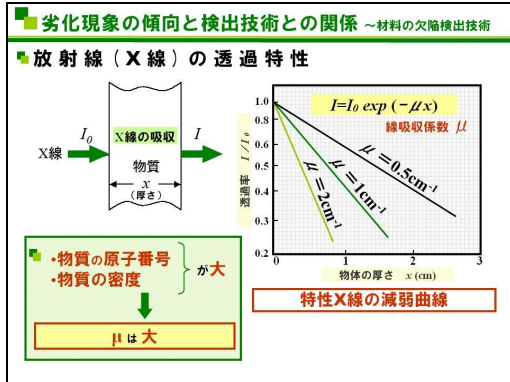 劣化現象の傾向と検出技術との関係 ～材料の欠陥検出技術
放射線（X線）の透過特性
I₀
X線
X線の吸収
物質
x
（厚さ）
I
・物質の原子番号
・物質の密度
が大
μは大
透過率 I/I₀
1.0
0.8
0.6
0.5
0.4
0.3
0.2
I=I₀ exp (−μx)
線吸収係数 μ
μ=0.5cm⁻¹
μ=1cm⁻¹
μ=2cm⁻¹
0
1
2
3
物体の厚さ x (cm)
特性X線の減弱曲線